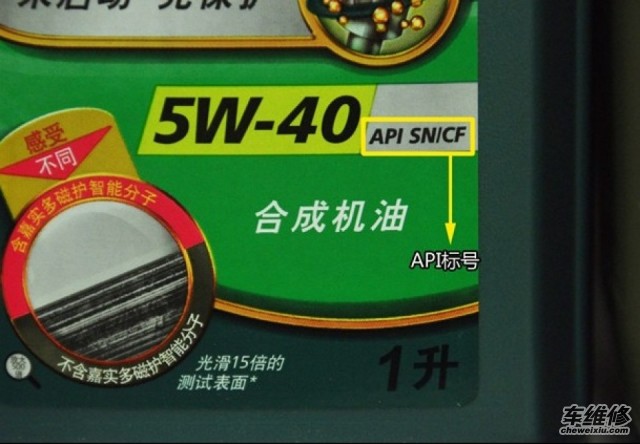 5W-40
API SN/CF
感受
不同
含嘉实多磁护智能分子
合成机油
API标号
不含嘉实多磁护智能分子
光滑15倍的
测试表面*
1升
车维修
cheweixiu.com